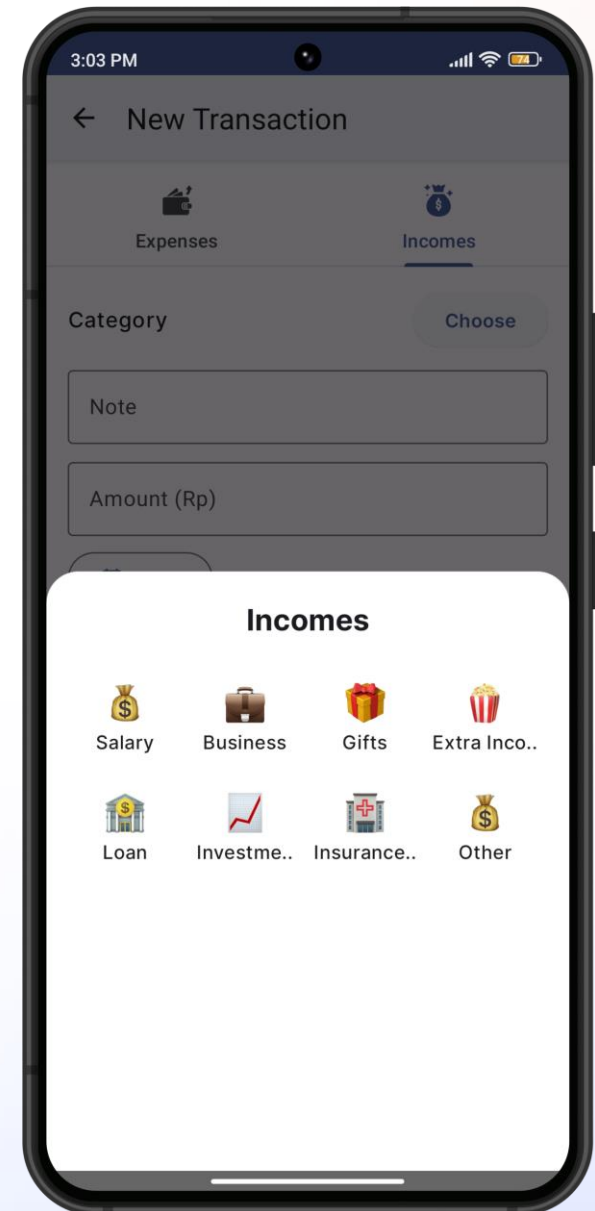 3:03 PM 74
New Transaction
Expenses Incomes
Category Choose
Note
Amount (Rp)
Incomes
Salary Business Gifts Extra Inco..
Loan Investme.. Insurance.. Other